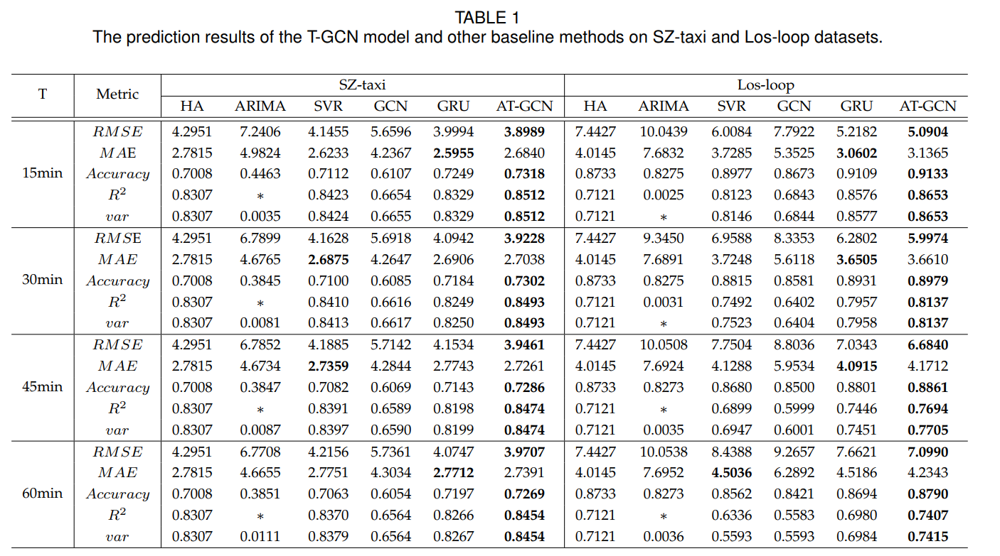 TABLE 1
The prediction results of the T-GCN model and other baseline methods on SZ-taxi and Los-loop datasets.
T Metric SZ-taxi Los-loop
HA ARIMA SVR GCN GRU AT-GCN HA ARIMA SVR GCN GRU AT-GCN
15min
RMSE 4.2951 7.2406 4.1455 5.6596 3.9994 3.8989 7.4427 10.0439 6.0084 7.7922 5.2182 5.0904
MAE 2.7815 4.9824 2.6233 4.2367 2.5955 2.6840 4.0145 7.6832 3.7285 5.3525 3.0602 3.1365
Accuracy 0.7008 0.4463 0.7112 0.6107 0.7249 0.7318 0.8733 0.8275 0.8977 0.8673 0.9109 0.9133
R² 0.8307 * 0.8423 0.6654 0.8329 0.8512 0.7121 0.0025 0.8123 0.6843 0.8576 0.8653
var 0.8307 0.0035 0.8424 0.6655 0.8329 0.8512 0.7121 * 0.8146 0.6844 0.8577 0.8653
30min
RMSE 4.2951 6.7899 4.1628 5.6918 4.0942 3.9228 7.4427 9.3450 6.9588 8.3353 6.2802 5.9974
MAE 2.7815 4.6765 2.6875 4.2647 2.6906 2.7038 4.0145 7.6891 3.7248 5.6118 3.6505 3.6610
Accuracy 0.7008 0.3845 0.7100 0.6085 0.7184 0.7302 0.8733 0.8275 0.8815 0.8581 0.8931 0.8979
R² 0.8307 * 0.8410 0.6616 0.8249 0.8493 0.7121 0.0031 0.7492 0.6402 0.7957 0.8137
var 0.8307 0.0081 0.8413 0.6617 0.8250 0.8493 0.7121 * 0.7523 0.6404 0.7958 0.8137
45min
RMSE 4.2951 6.7852 4.1885 5.7142 4.1534 3.9461 7.4427 10.0508 7.7504 8.8036 7.0343 6.6840
MAE 2.7815 4.6734 2.7359 4.2844 2.7743 2.7261 4.0145 7.6924 4.1288 5.9534 4.0915 4.1712
Accuracy 0.7008 0.3847 0.7082 0.6069 0.7143 0.7286 0.8733 0.8273 0.8680 0.8500 0.8801 0.8861
R² 0.8307 * 0.8391 0.6589 0.8198 0.8474 0.7121 * 0.6899 0.5999 0.7446 0.7694
var 0.8307 0.0087 0.8397 0.6590 0.8199 0.8474 0.7121 0.0035 0.6947 0.6001 0.7451 0.7705
60min
RMSE 4.2951 6.7708 4.2156 5.7361 4.0747 3.9707 7.4427 10.0538 8.4388 9.2657 7.6621 7.0990
MAE 2.7815 4.6655 2.7751 4.3034 2.7712 2.7391 4.0145 7.6952 4.5036 6.2892 4.5186 4.2343
Accuracy 0.7008 0.3851 0.7063 0.6054 0.7197 0.7269 0.8733 0.8273 0.8562 0.8421 0.8694 0.8790
R² 0.8307 * 0.8370 0.6564 0.8266 0.8454 0.7121 * 0.6336 0.5583 0.6980 0.7407
var 0.8307 0.0111 0.8379 0.6564 0.8267 0.8454 0.7121 0.0036 0.5593 0.5593 0.6984 0.7415